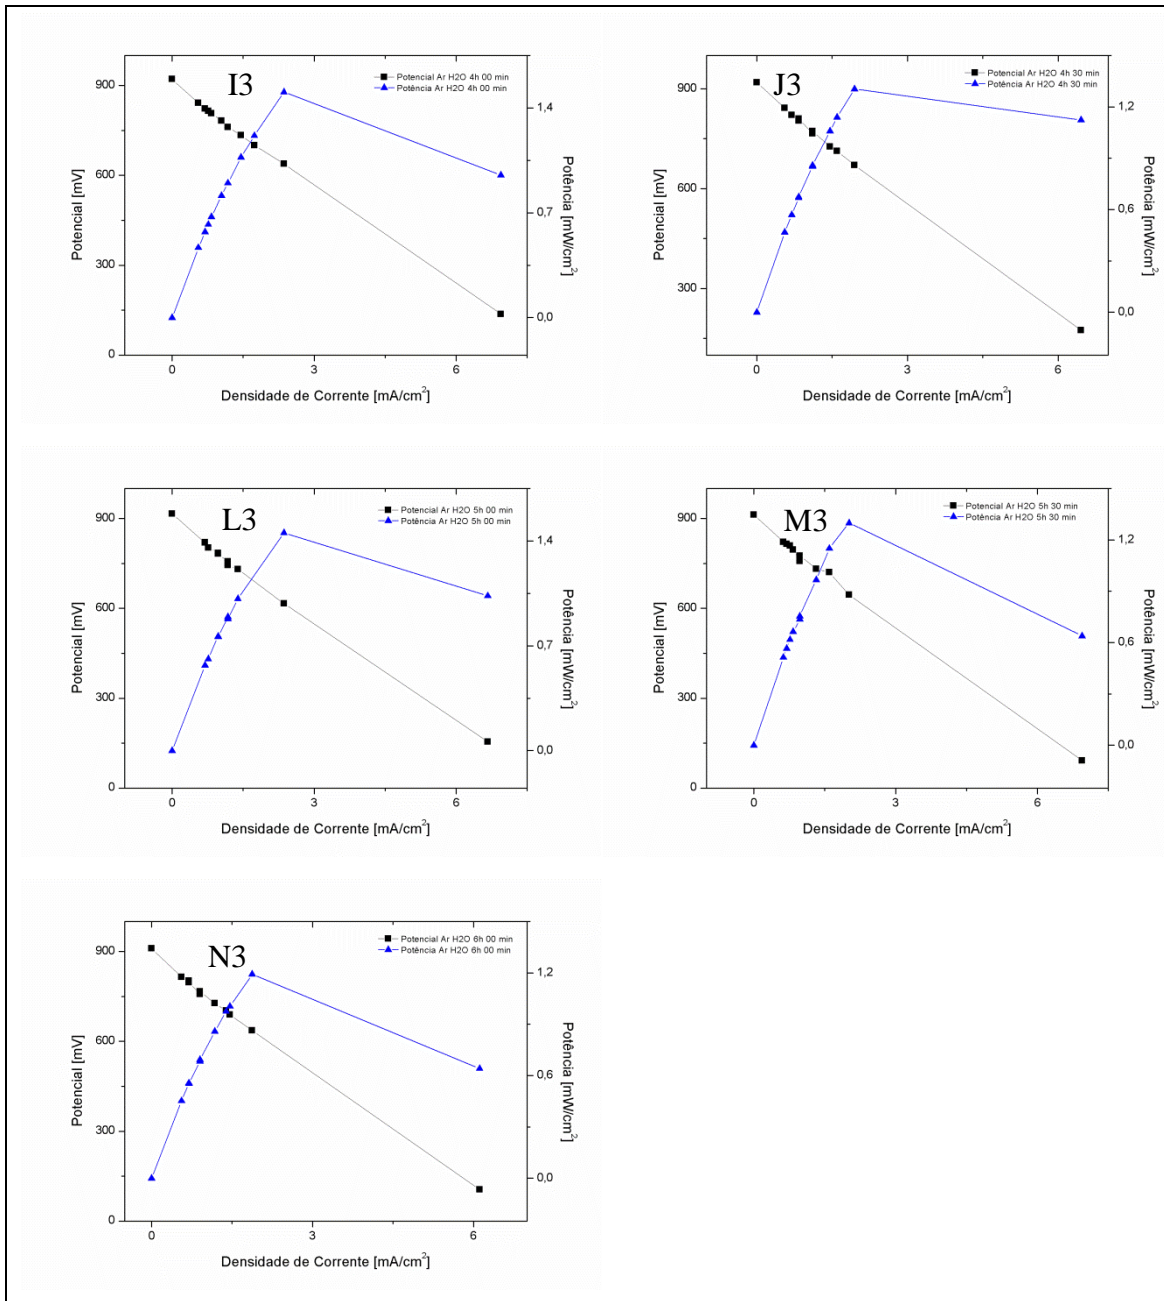 I3
Potencial Ar H2O 4h 00 min
Potência Ar H2O 4h 00 min
900
600
300
0
Potencial [mV]
1,4
0,7
0,0
Potência [mW/cm²]
0
3
6
Densidade de Corrente [mA/cm²]
J3
Potencial Ar H2O 4h 30 min
Potência Ar H2O 4h 30 min
900
600
300
Potencial [mV]
1,2
0,6
0,0
Potência [mW/cm²]
0
3
6
Densidade de Corrente [mA/cm²]
L3
Potencial Ar H2O 5h 00 min
Potência Ar H2O 5h 00 min
900
600
300
0
Potencial [mV]
1,4
0,7
0,0
Potência [mW/cm²]
0
3
6
Densidade de Corrente [mA/cm²]
M3
Potencial Ar H2O 5h 30 min
Potência Ar H2O 5h 30 min
900
600
300
0
Potencial [mV]
1,2
0,6
0,0
Potência [mW/cm²]
0
3
6
Densidade de Corrente [mA/cm²]
N3
Potencial Ar H2O 6h 00 min
Potência Ar H2O 6h 00 min
900
600
300
0
Potencial [mV]
1,2
0,6
0,0
Potência [mW/cm²]
0
3
6
Densidade de Corrente [mA/cm²]